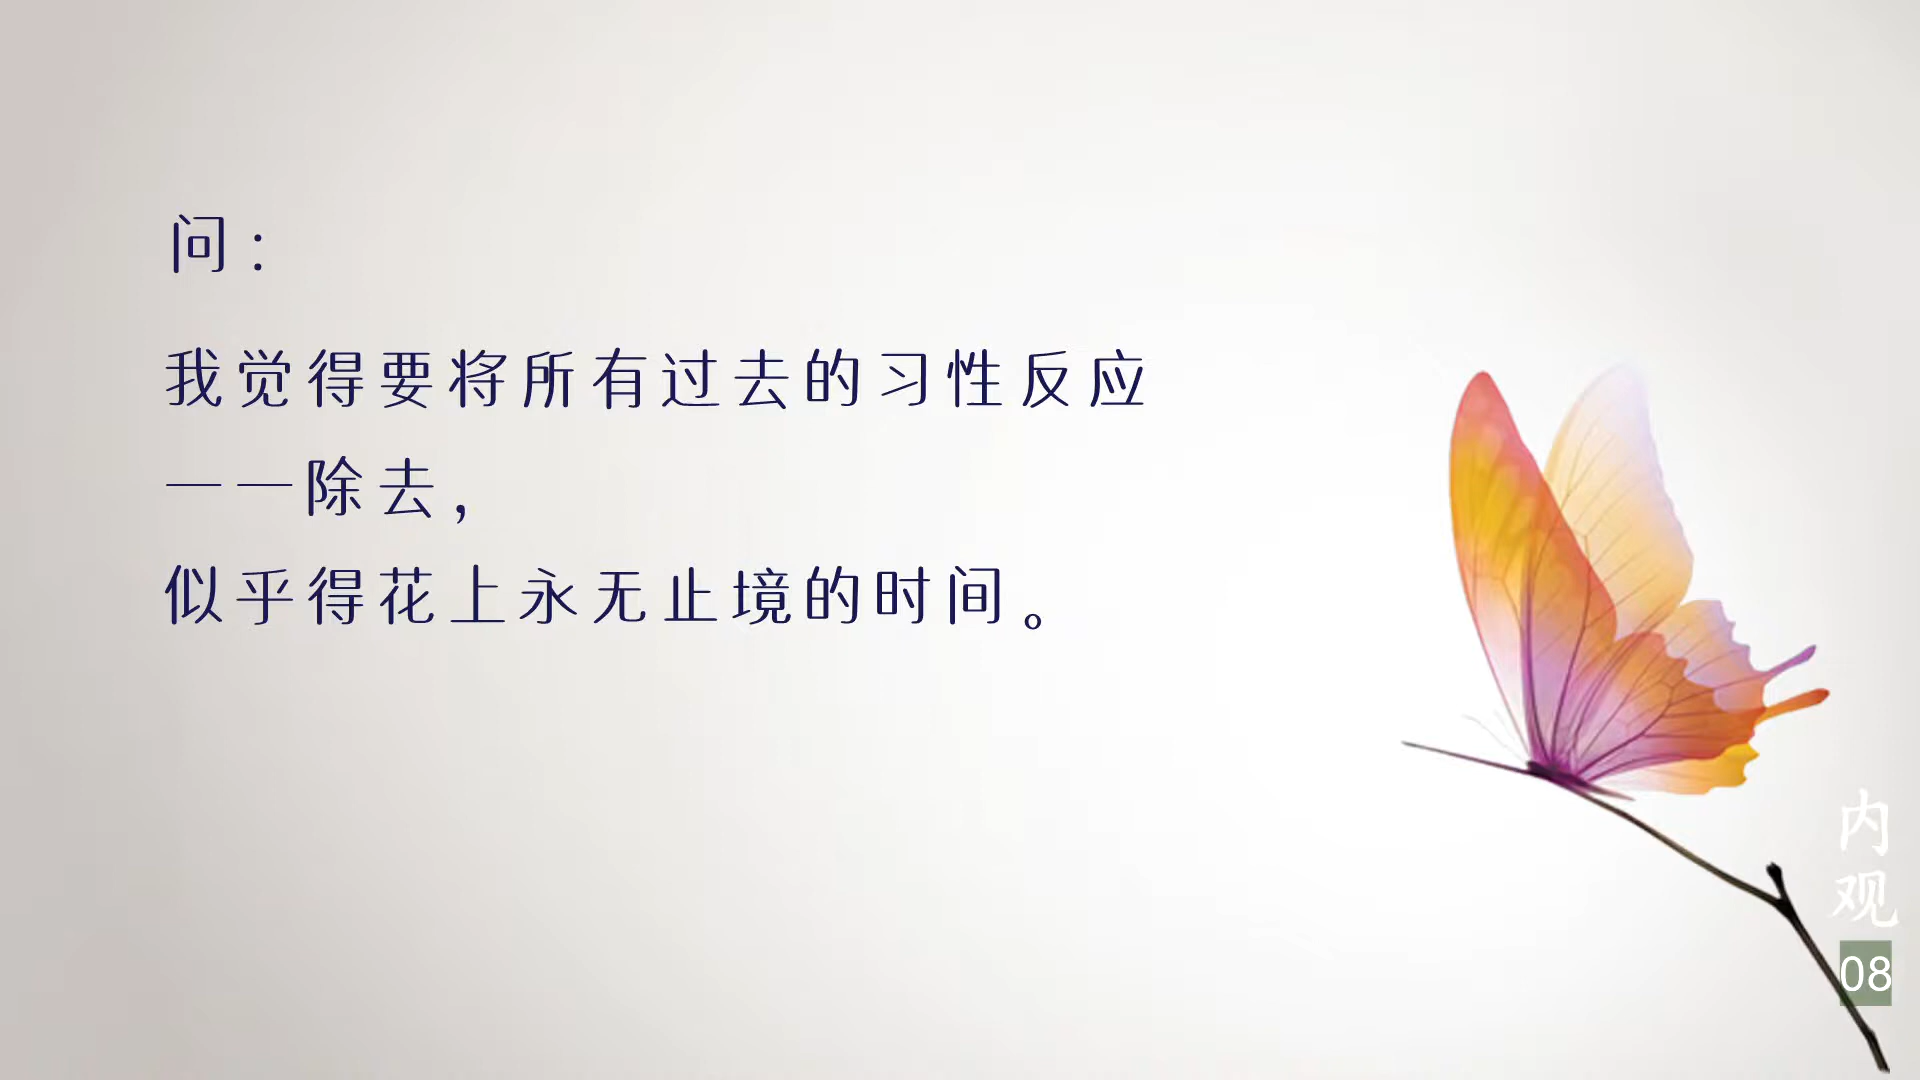 问：
我觉得要将所有过去的习性反应
一一除去，
似乎得花上永无止境的时间。
内观
08